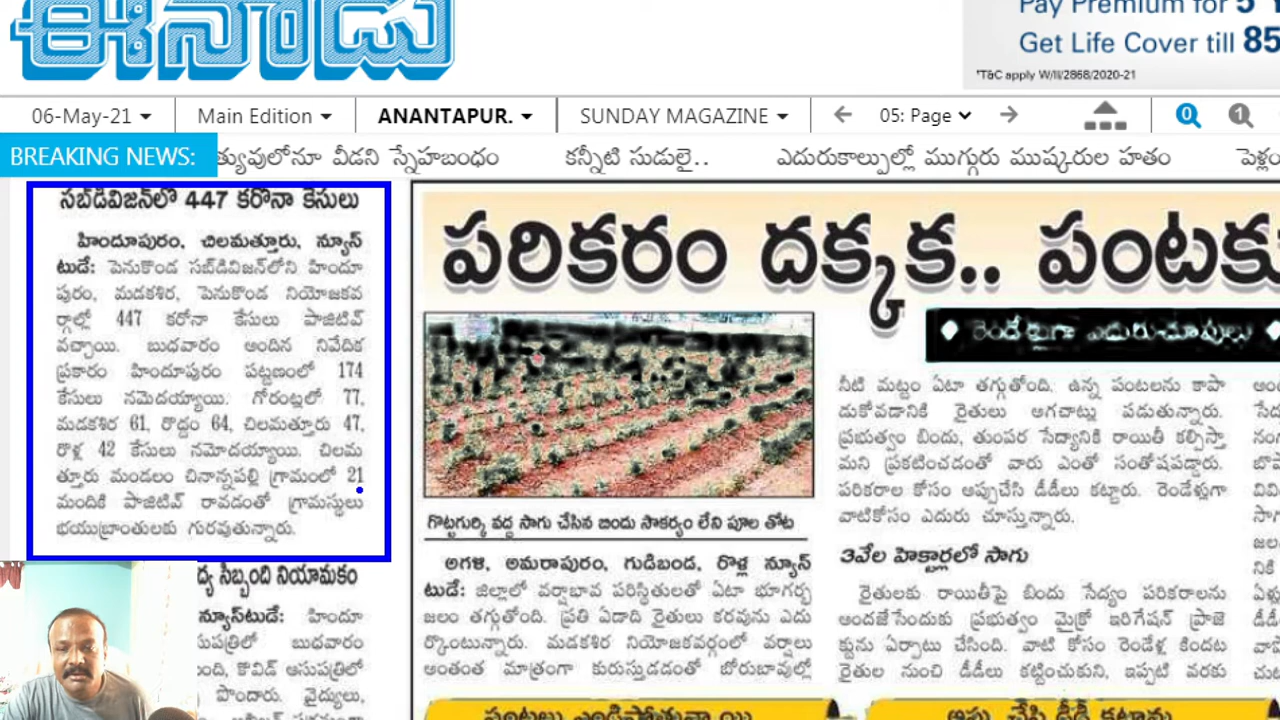 ఈనాడు
Pay Premium for 5 Y
Get Life Cover till 85
*T&C apply W/II/2868/2020-21
06-May-21
Main Edition
ANANTAPUR.
SUNDAY MAGAZINE
05: Page
0
1
BREAKING NEWS:
త్యువులోనూ వీడని స్నేహబంధం
కన్నీటి సుడులై..
ఎదురుకాల్పుల్లో ముగ్గురు ముష్కరుల హతం
పెళ్లం
సబ్‌డివిజన్‌లో 447 కరోనా కేసులు
హిందూపురం, చిలమత్తూరు, న్యూస్
టుడే: పెనుకొండ సబ్‌డివిజన్‌లోని హిందూ
పురం, మడకశిర, పెనుకొండ నియోజకవ
ర్గాల్లో 447 కరోనా కేసులు పాజిటివ్
వచ్చాయి. బుధవారం అందిన నివేదిక
ప్రకారం హిందూపురం పట్టణంలో 174
కేసులు నమెదయ్యాయి. గోరంట్లలో 77,
మడకశిర 61, రొద్దం 64, చిలమత్తూరు 47,
రొళ్ల 42 కేసులు నమోదయ్యాయి. చిలమ
త్తూరు మండలం చినాన్నపల్లి గ్రామంలో 21
మందికి పాజిటివ్ రావడంతో గ్రామస్థులు
భయభ్రాంతులకు గురవుతున్నారు.
ద్య సిబ్బంది నియామకం
న్యూస్‌టుడే: హిందూ
సుపత్రిలో బుధవారం
ంది, కొవిడ్ ఆసుపత్రిలో
పొందారు. వైద్యులు,
పరికరం దక్కక.. పంటకు
రెండేళ్లుగా ఎదురుచూపులు
గొట్టగుర్కి వద్ద సాగు చేసిన బిందు సౌకర్యం లేని పూల తోట
అగళి, అమరాపురం, గుడిబండ, రొళ్ల న్యూస్
టుడే: జిల్లాలో వర్షాభావ పరిస్థితులతో ఏటా భూగర్భ
జలం తగ్గుతోంది. ప్రతి ఏడాది రైతులు కరవును ఎదు
ర్కొంటున్నారు. మడకశిర నియోజకవర్గంలో వర్షాలు
అంతంత మాత్రంగా కురుస్తుడడంతో బోరుబావుల్లో
నీటి మట్టం ఏటా తగ్గుతోంది. ఉన్న పంటలను కాపా
డుకోవడానికి రైతులు అగచాట్లు పడుతున్నారు.
ప్రభుత్వం బిందు, తుంపర సేద్యానికి రాయితీ కల్పిస్తా
మని ప్రకటించడంతో వారు ఎంతో సంతోషపడ్డారు.
పరికరాల కోసం అప్పుచేసి డీడీలు కట్టారు. రెండేళ్లుగా
వాటికోసం ఎదురు చూస్తున్నారు.
3వేల హెక్టార్లలో సాగు
రైతులకు రాయితీపై బిందు సేద్యం పరికరాలను
అందజేసేందుకు ప్రభుత్వం మైక్రో ఇరిగేషన్ ప్రాజె
క్టును ఏర్పాటు చేసింది. వాటి కోసం రెండేళ్ల కిందట
రైతుల నుంచి డీడీలు కట్టించుకుని, ఇప్పటి వరకు